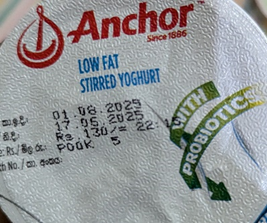 Anchor
Since 1886
LOW FAT
STIRRED YOGHURT
WITH
PROBIOTICS
01.08.2025
17.06.2025
Rs.130/= 22:
POOK 5